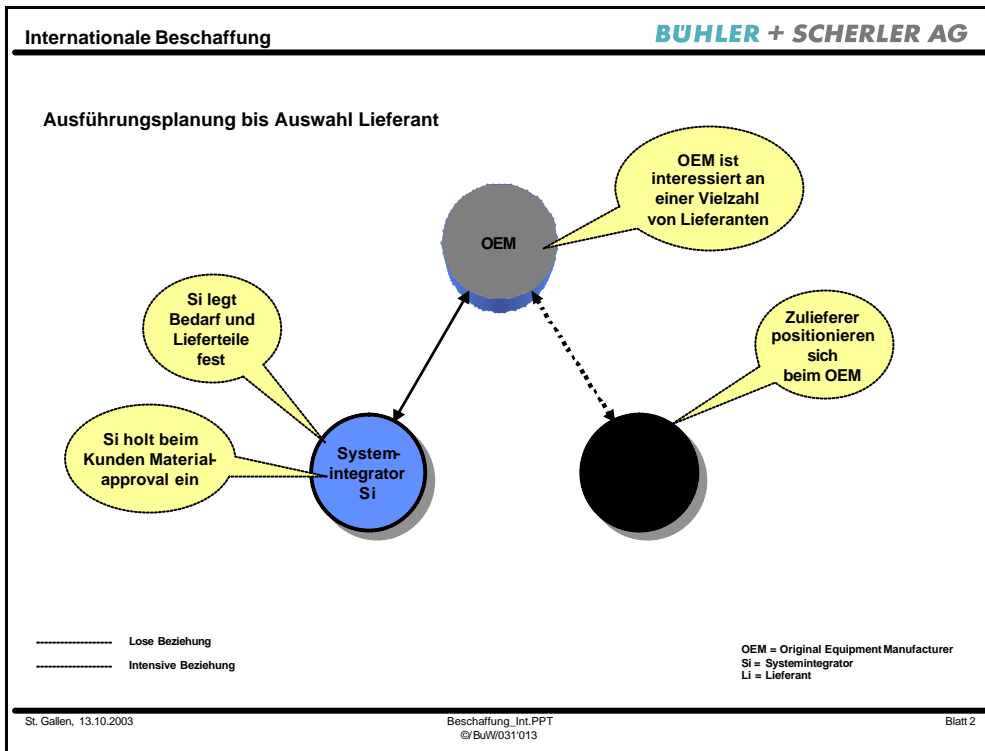 Internationale Beschaffung
BÜHLER + SCHERLER AG
Ausführungsplanung bis Auswahl Lieferant
OEM ist
interessiert an
einer Vielzahl
von Lieferanten
OEM
Si legt
Bedarf und
Lieferteile
fest
Zulieferer
positionieren
sich
beim OEM
Si holt beim
Kunden Material-
approval ein
System-
integrator
Si
Lose Beziehung
Intensive Beziehung
OEM = Original Equipment Manufacturer
Si = Systemintegrator
Li = Lieferant
St. Gallen, 13.10.2003
Beschaffung_Int.PPT
©/BuW/031'013
Blatt 2